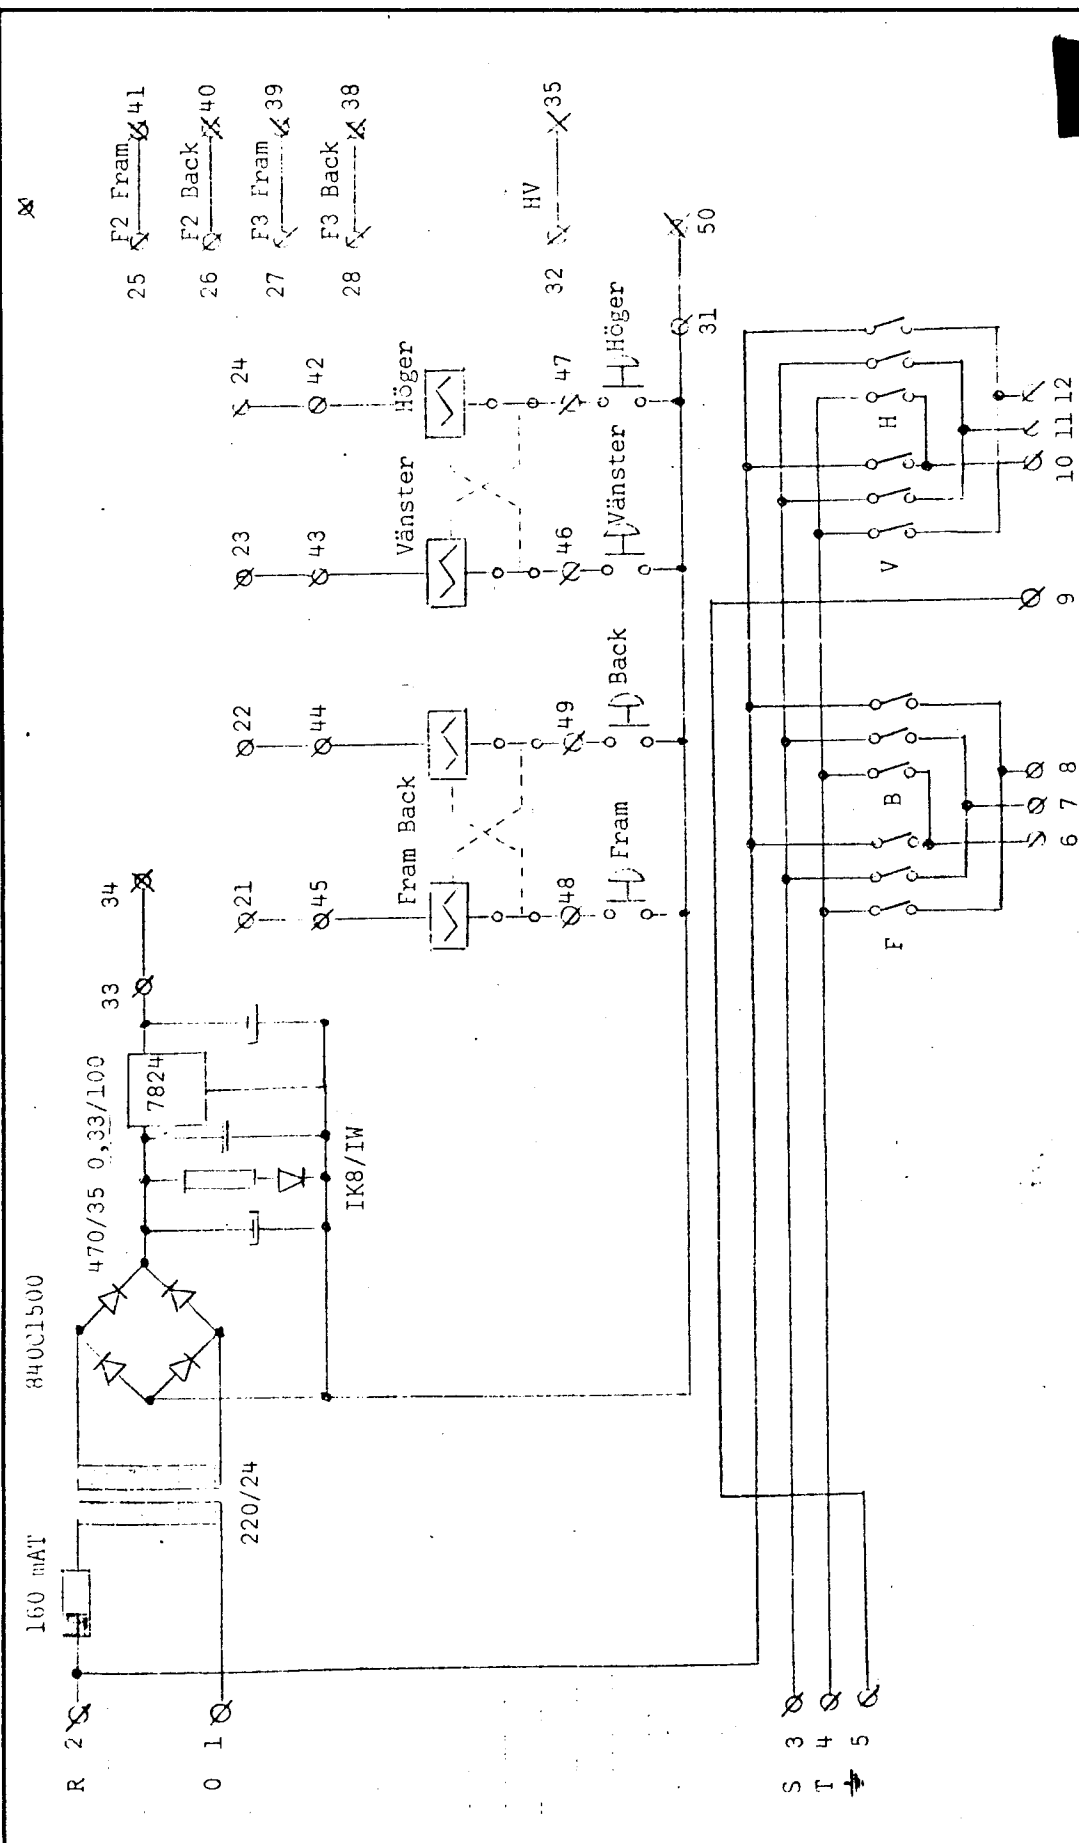 R 2
0 1
160 mAT
220/24
B40C1500
470/35 0,33/100
7824
IK8/IW
33
34
21
45
22
44
23
43
24
42
Fram Back
Vänster
Höger
48
49
46
47
Fram
Back
Vänster
Höger
31
50
25 F2 Fram 41
26 F2 Back 40
27 F3 Fram 39
28 F3 Back 38
32 HV 35
S 3
T 4
5
F
B
V
H
6
7
8
9
10
11
12